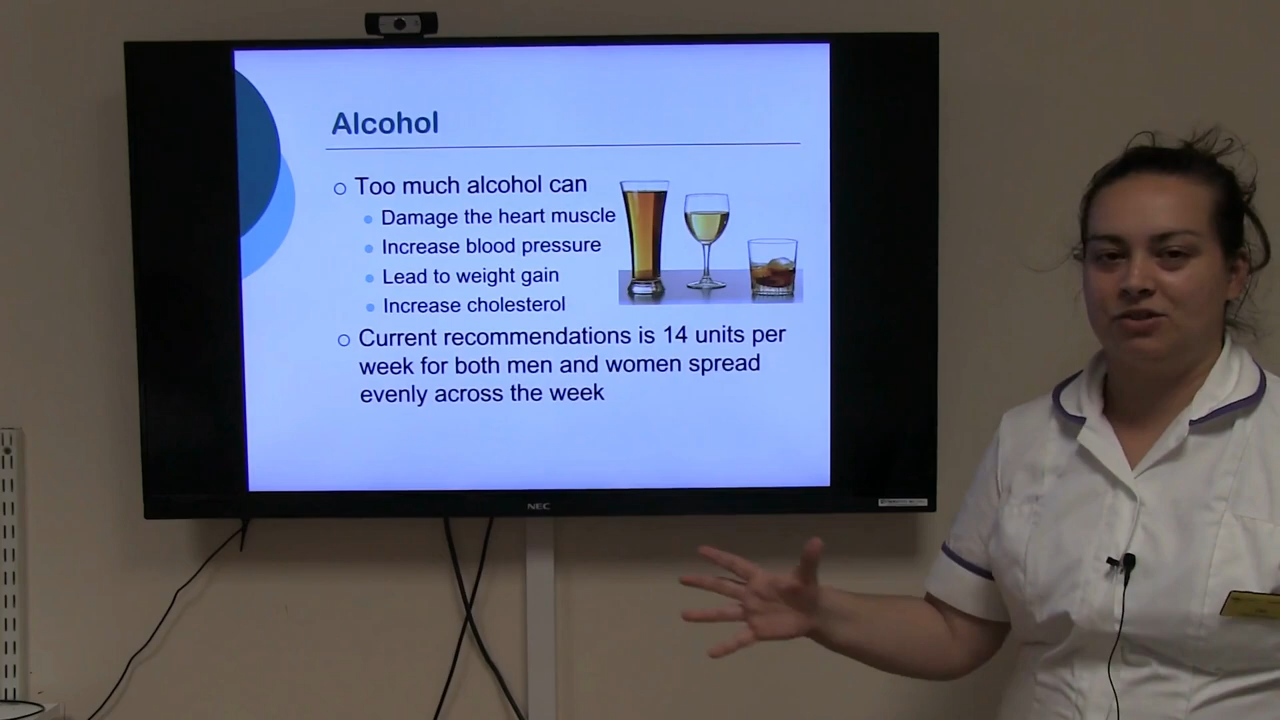 Alcohol
Too much alcohol can
Damage the heart muscle
Increase blood pressure
Lead to weight gain
Increase cholesterol
Current recommendations is 14 units per
week for both men and women spread
evenly across the week
NEC